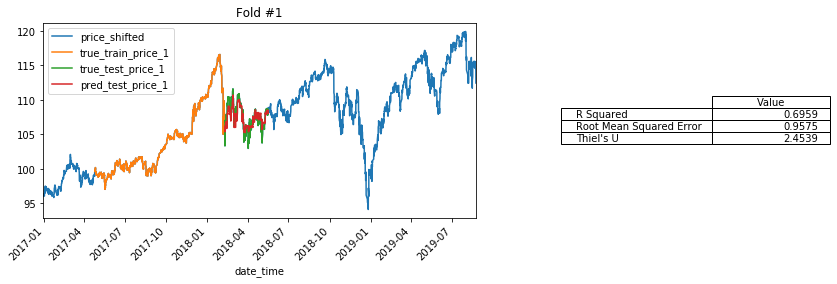 Fold #1
120
115
110
105
100
95
price_shifted
true_train_price_1
true_test_price_1
pred_test_price_1
2017-01
2017-04
2017-07
2017-10
2018-01
2018-04
2018-07
2018-10
2019-01
2019-04
2019-07
date_time
Value
R Squared 0.6959
Root Mean Squared Error 0.9575
Thiel's U 2.4539